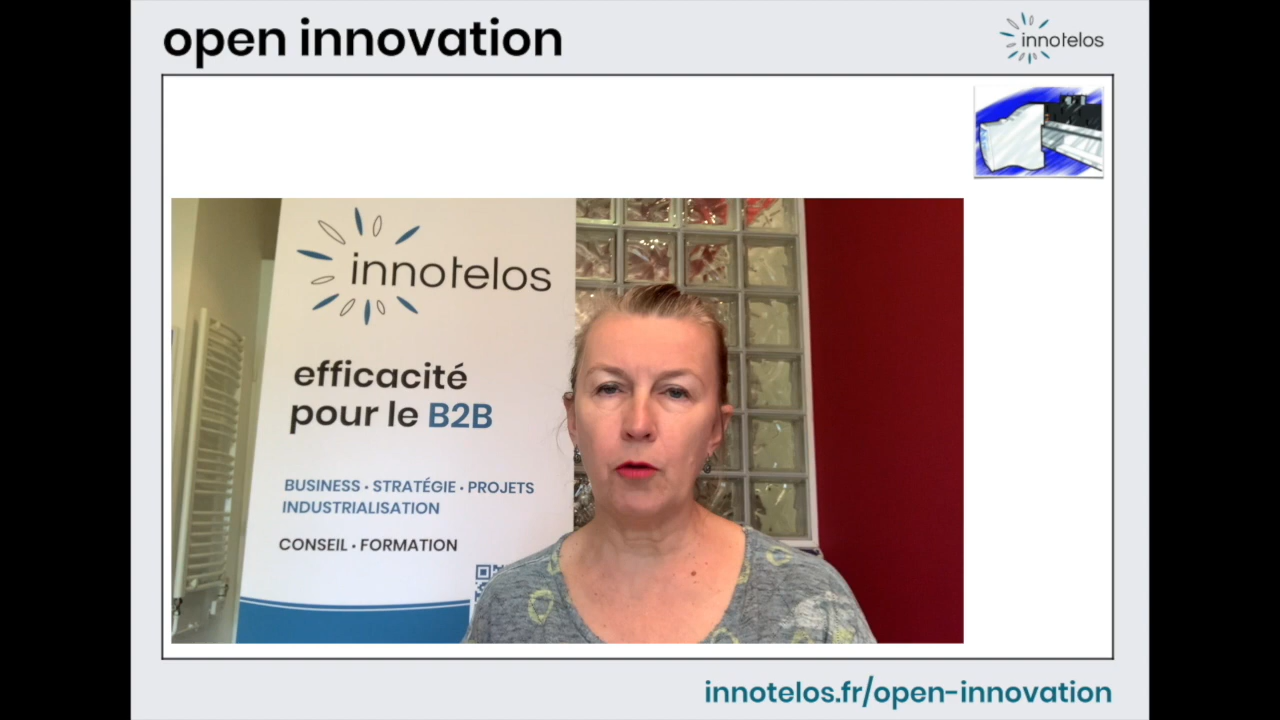 open innovation
innotelos
innotelos
efficacité
pour le B2B
BUSINESS · STRATÉGIE · PROJETS
INDUSTRIALISATION
CONSEIL · FORMATION
innotelos.fr/open-innovation